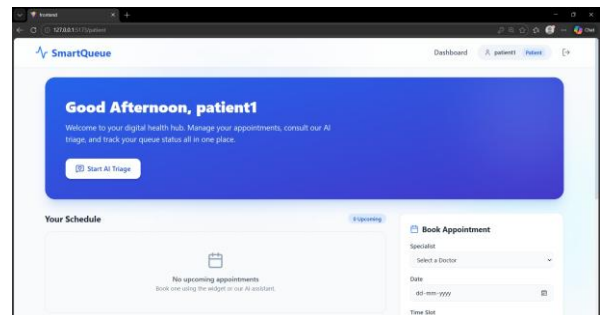 frontend
127.0.0.1:5173/patient
Chat
SmartQueue
Dashboard
patient1
Patient
Good Afternoon, patient1
Welcome to your digital health hub. Manage your appointments, consult our AI
triage, and track your queue status all in one place.
Start AI Triage
Your Schedule
0 Upcoming
No upcoming appointments
Book one using the widget or our AI assistant.
Book Appointment
Specialist
Select a Doctor
Date
dd-mm-yyyy
Time Slot